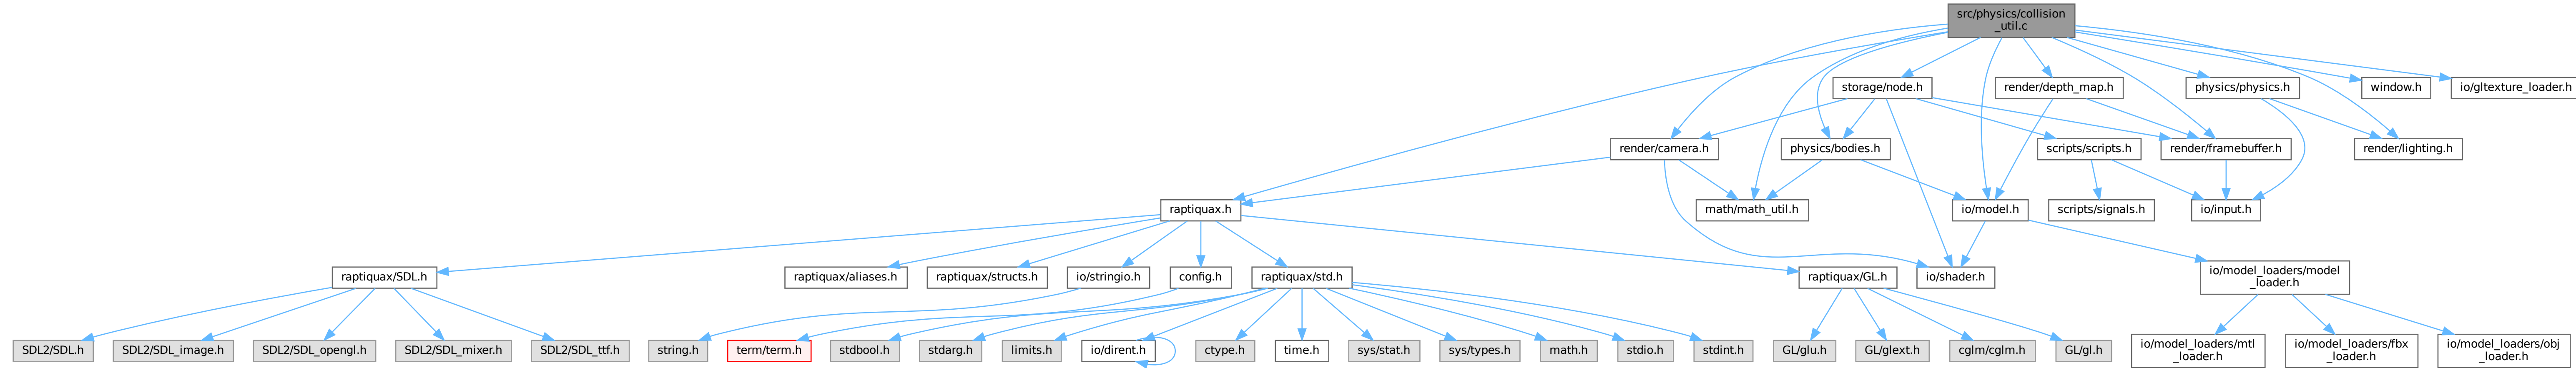 src/physics/collision
_util.c
storage/node.h
render/depth_map.h
physics/physics.h
window.h
io/gltexture_loader.h
render/camera.h
physics/bodies.h
scripts/scripts.h
render/framebuffer.h
render/lighting.h
raptiquax.h
math/math_util.h
io/model.h
scripts/signals.h
io/input.h
raptiquax/SDL.h
raptiquax/aliases.h
raptiquax/structs.h
io/stringio.h
config.h
raptiquax/std.h
raptiquax/GL.h
io/shader.h
io/model_loaders/model
_loader.h
SDL2/SDL.h
SDL2/SDL_image.h
SDL2/SDL_opengl.h
SDL2/SDL_mixer.h
SDL2/SDL_ttf.h
string.h
term/term.h
stdbool.h
stdarg.h
limits.h
io/dirent.h
ctype.h
time.h
sys/stat.h
sys/types.h
math.h
stdio.h
stdint.h
GL/glu.h
GL/glext.h
cglm/cglm.h
GL/gl.h
io/model_loaders/mtl
_loader.h
io/model_loaders/fbx
_loader.h
io/model_loaders/obj
_loader.h